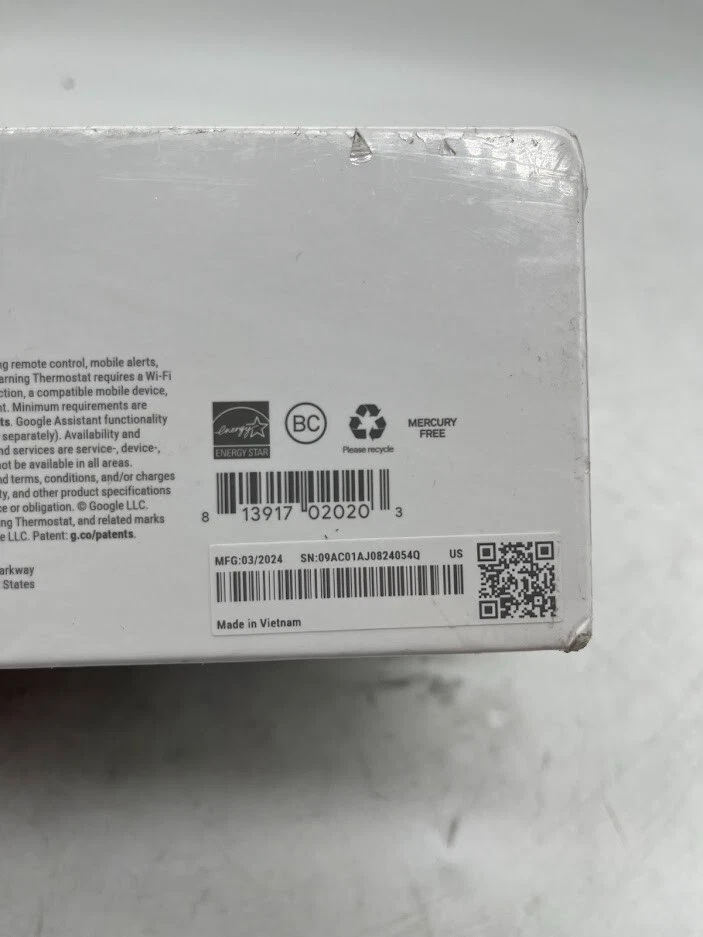 ng remote control, mobile alerts,
arning Thermostat requires a Wi-Fi
ction, a compatible mobile device,
nt. Minimum requirements are
ts. Google Assistant functionality
separately). Availability and
nd services are service-, device-,
not be available in all areas.
nd terms, conditions, and/or charges
ty, and other product specifications
ce or obligation. © Google LLC.
ng Thermostat, and related marks
e LLC. Patent: g.co/patents.
arkway
States
energy
ENERGY STAR
BC
Please recycle
MERCURY
FREE
8 13917 02020 3
MFG:03/2024 SN:09AC01AJ0824054Q US
Made in Vietnam